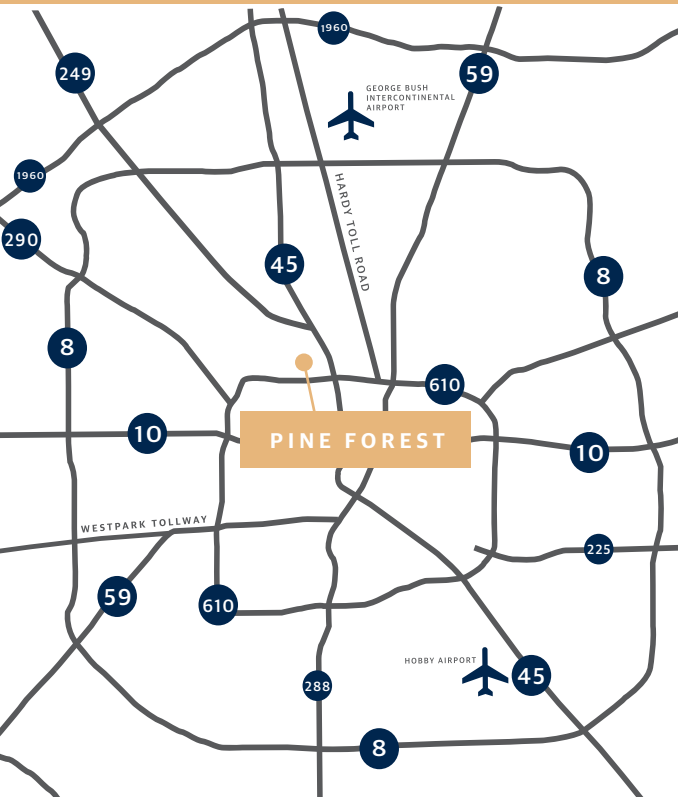 1960
249
59
GEORGE BUSH
INTERCONTINENTAL
AIRPORT
1960
HARDY TOLL ROAD
290
45
8
8
610
10
PINE FOREST
10
WESTPARK TOLLWAY
225
59
610
HOBBY AIRPORT
45
288
8